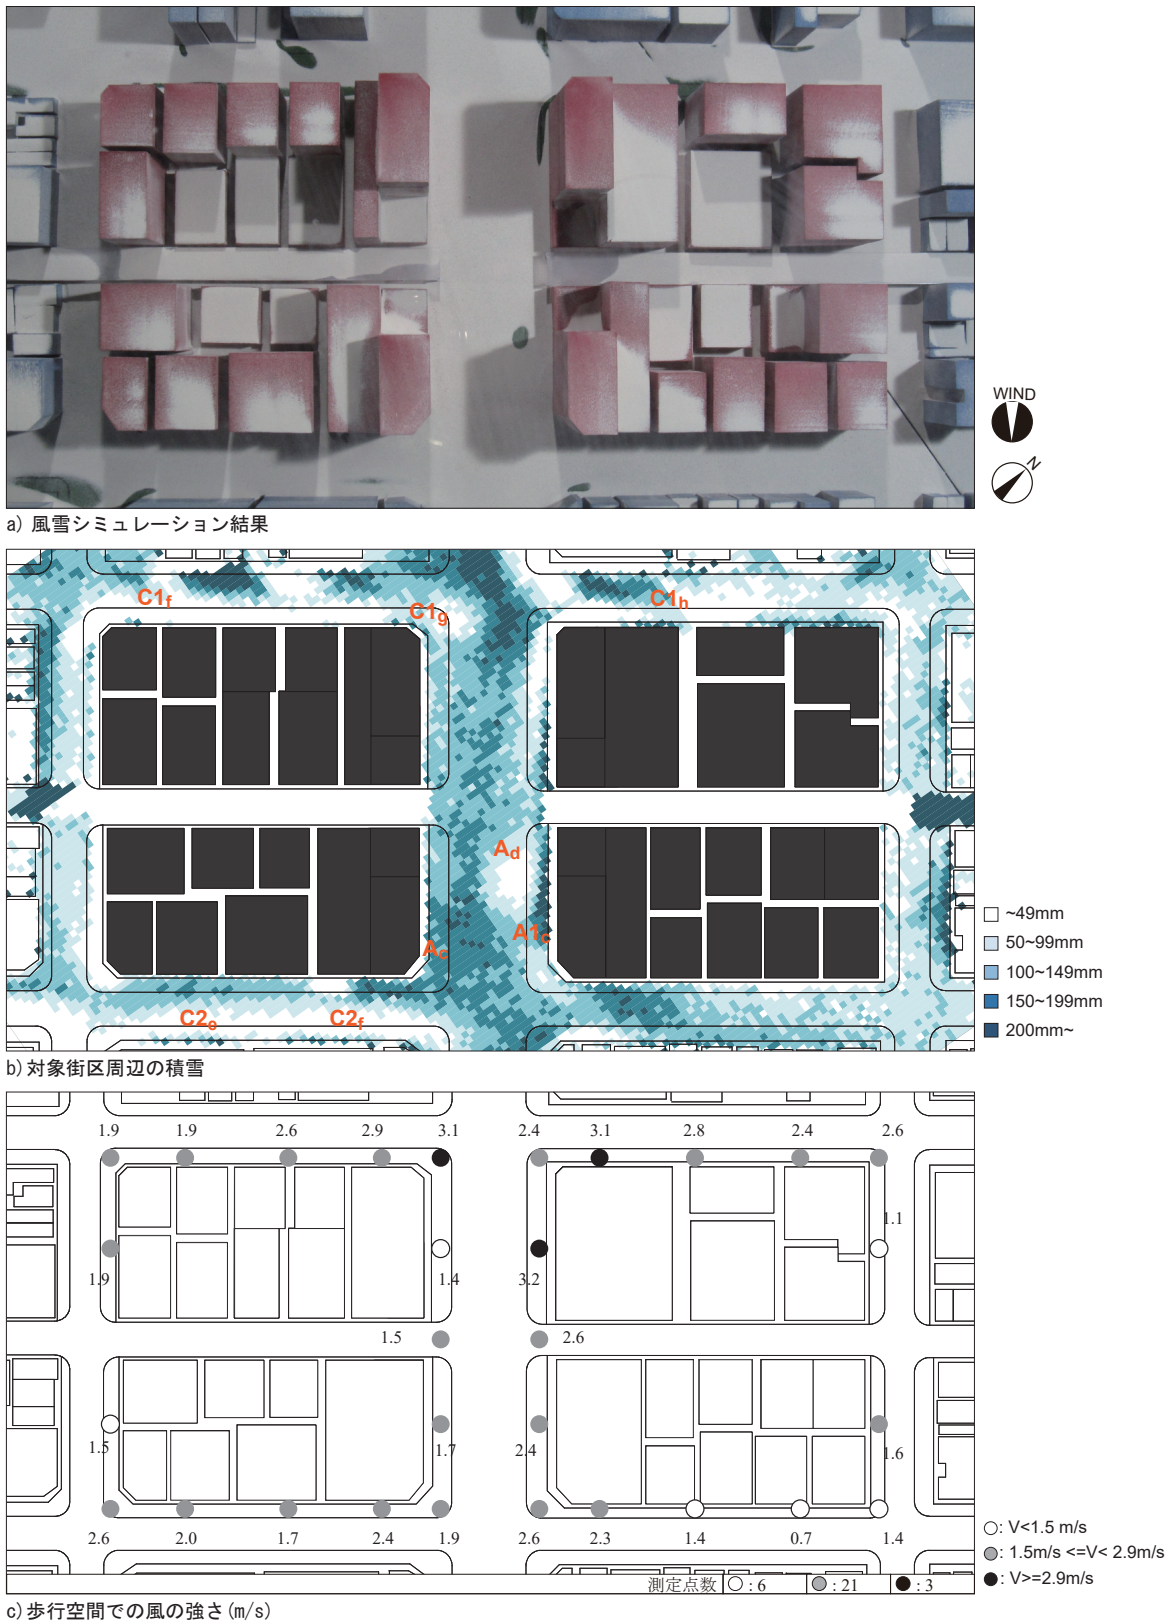 WIND
N
a) 風雪シミュレーション結果
C1f
C1g
C1h
Ad
A1c
Ac
C2e
C2f
~49mm
50~99mm
100~149mm
150~199mm
200mm~
b) 対象街区周辺の積雪
1.9 1.9 2.6 2.9 3.1 2.4 3.1 2.8 2.4 2.6
1.1
1.9 1.4 3.2
1.5 2.6
1.5 1.7 2.4 1.6
2.6 2.0 1.7 2.4 1.9 2.6 2.3 1.4 0.7 1.4
: V<1.5 m/s
: 1.5m/s <=V< 2.9m/s
: V>=2.9m/s
測定点数 : 6 : 21 : 3
c) 歩行空間での風の強さ(m/s)